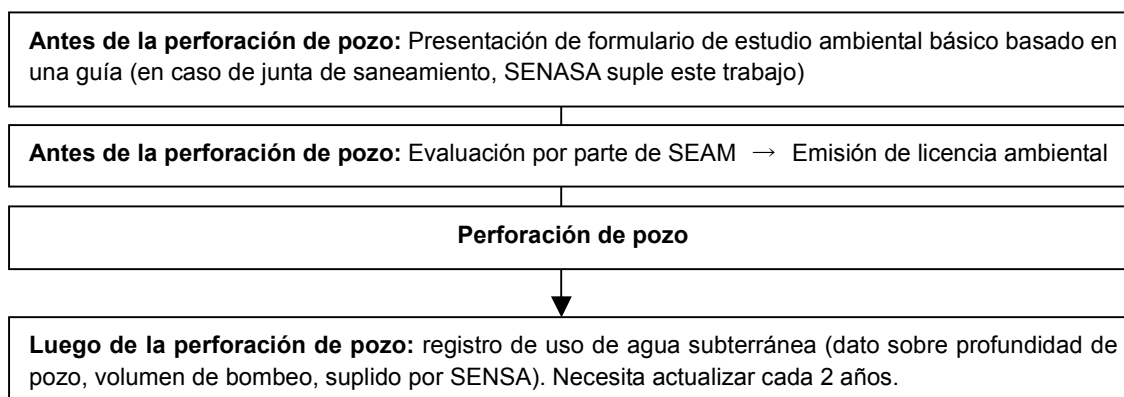 Antes de la perforación de pozo: Presentación de formulario de estudio ambiental básico basado en
una guía (en caso de junta de saneamiento, SENASA suple este trabajo)
Antes de la perforación de pozo: Evaluación por parte de SEAM → Emisión de licencia ambiental
Perforación de pozo
Luego de la perforación de pozo: registro de uso de agua subterránea (dato sobre profundidad de
pozo, volumen de bombeo, suplido por SENSA). Necesita actualizar cada 2 años.